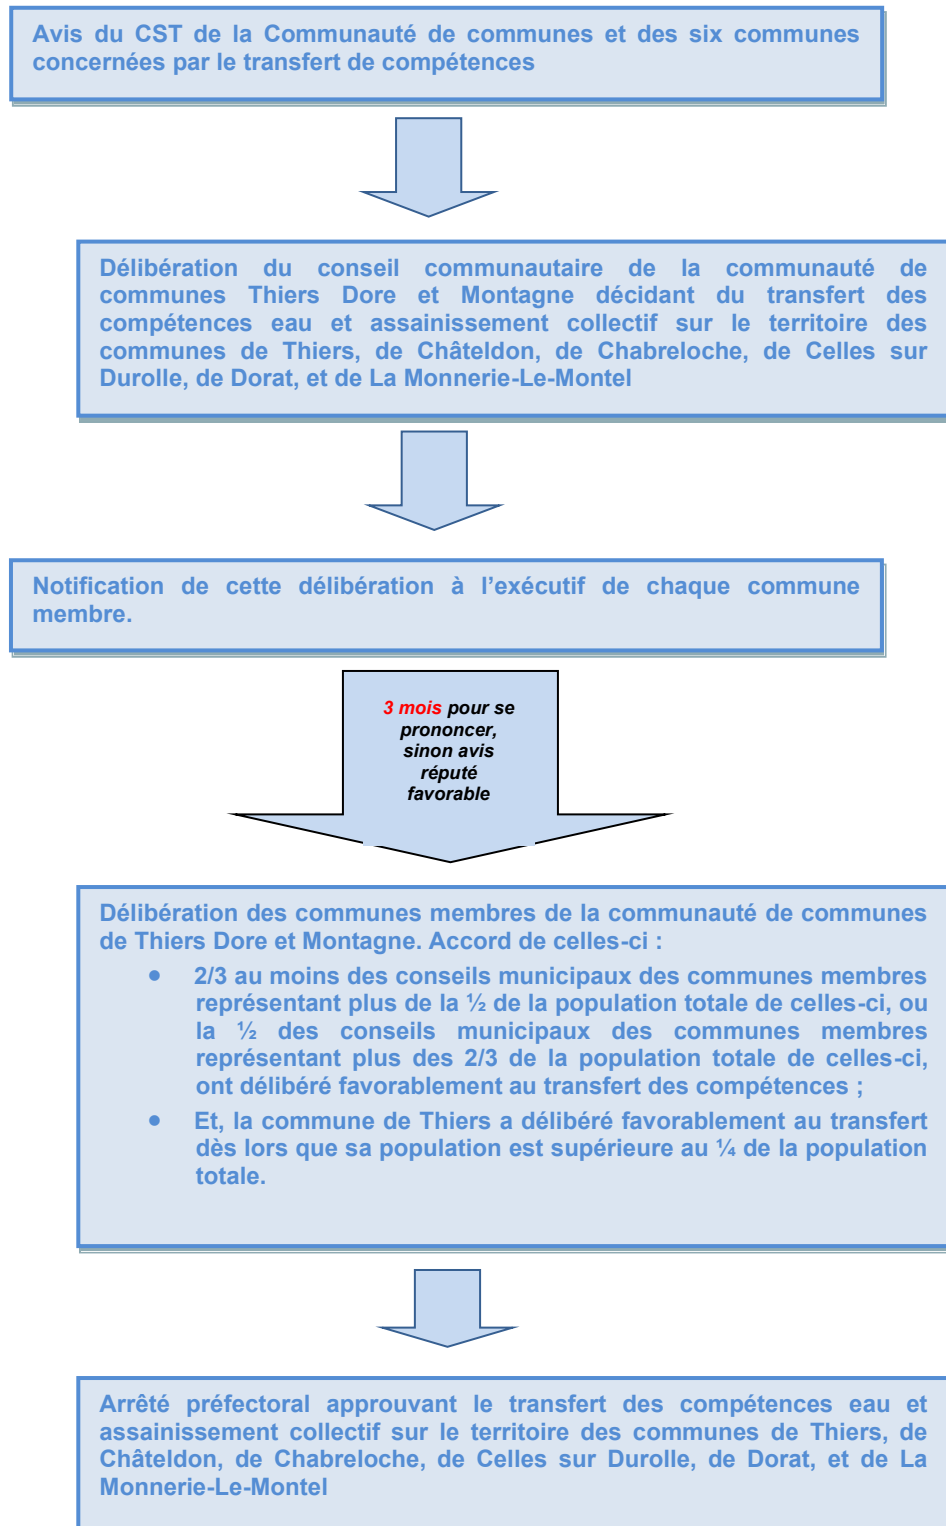 Avis du CST de la Communauté de communes et des six communes
concernées par le transfert de compétences
Délibération du conseil communautaire de la communauté de
communes Thiers Dore et Montagne décidant du transfert des
compétences eau et assainissement collectif sur le territoire des
communes de Thiers, de Châteldon, de Chabreloche, de Celles sur
Durolle, de Dorat, et de La Monnerie-Le-Montel
Notification de cette délibération à l’exécutif de chaque commune
membre.
3 mois pour se
prononcer,
sinon avis
réputé
favorable
Délibération des communes membres de la communauté de communes
de Thiers Dore et Montagne. Accord de celles-ci :
• 2/3 au moins des conseils municipaux des communes membres
représentant plus de la ½ de la population totale de celles-ci, ou
la ½ des conseils municipaux des communes membres
représentant plus des 2/3 de la population totale de celles-ci,
ont délibéré favorablement au transfert des compétences ;
• Et, la commune de Thiers a délibéré favorablement au transfert
dès lors que sa population est supérieure au ¼ de la population
totale.
Arrêté préfectoral approuvant le transfert des compétences eau et
assainissement collectif sur le territoire des communes de Thiers, de
Châteldon, de Chabreloche, de Celles sur Durolle, de Dorat, et de La
Monnerie-Le-Montel